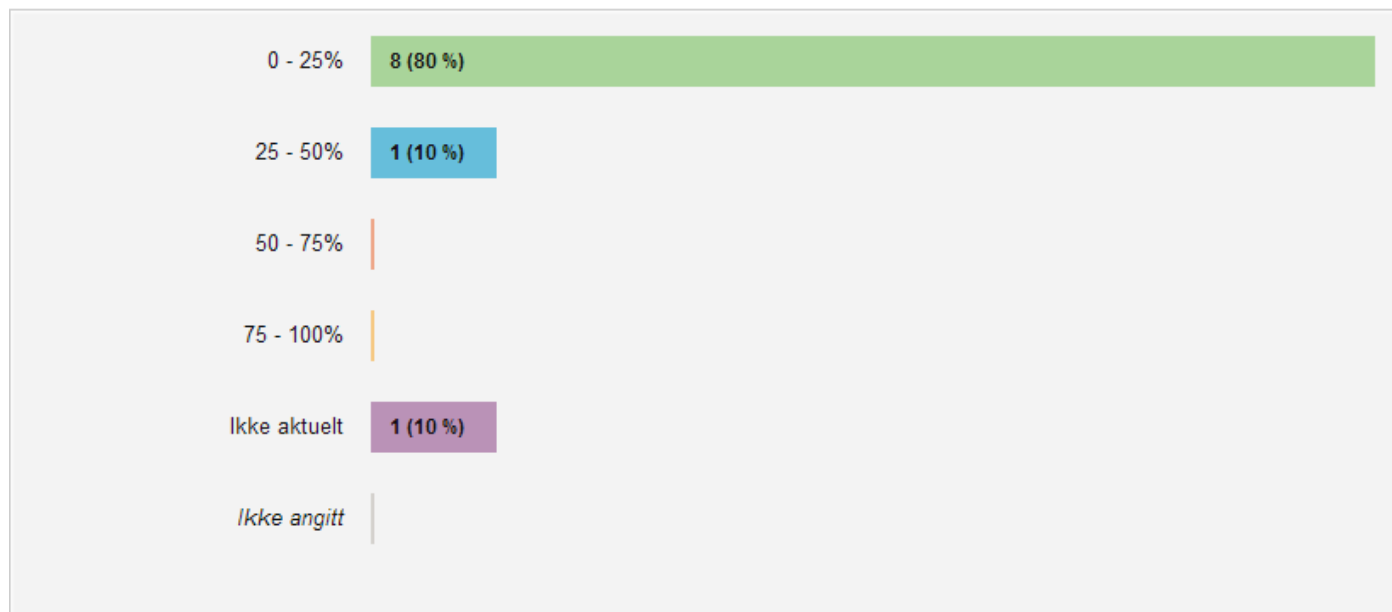 0 - 25% 8 (80 %)
25 - 50% 1 (10 %)
50 - 75%
75 - 100%
Ikke aktuelt 1 (10 %)
Ikke angitt